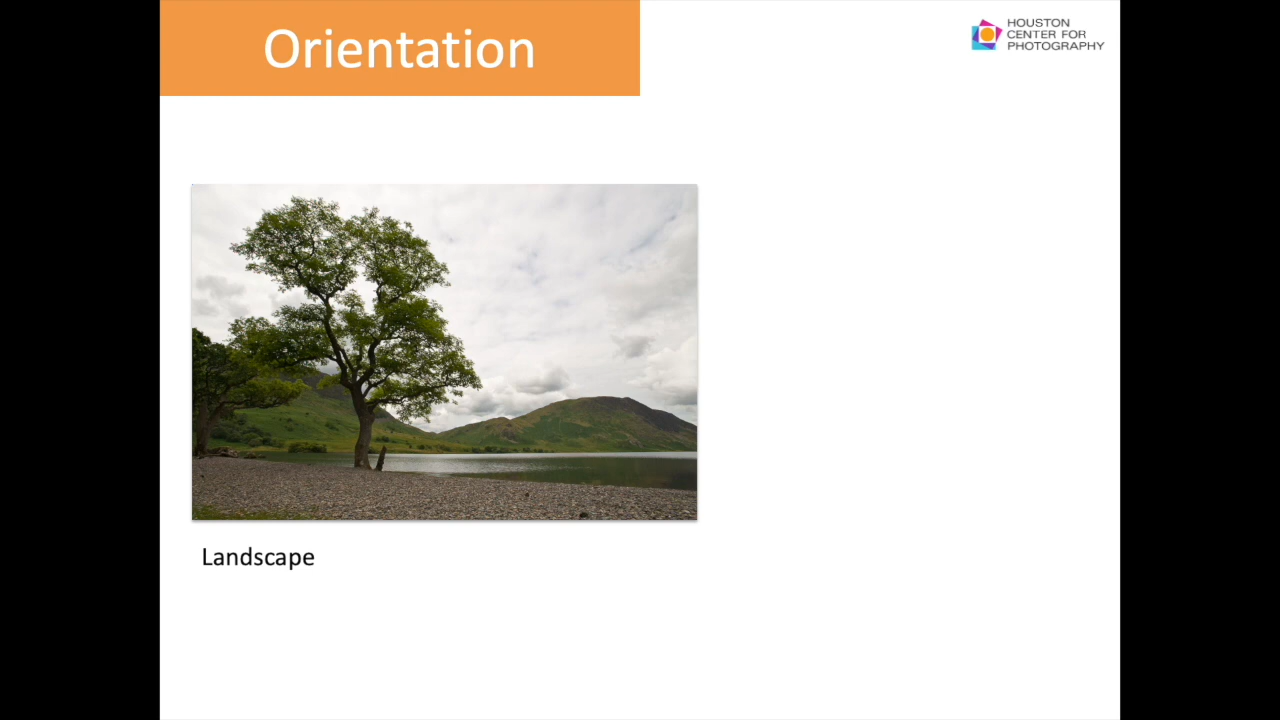 Orientation
HOUSTON
CENTER FOR
PHOTOGRAPHY
Landscape